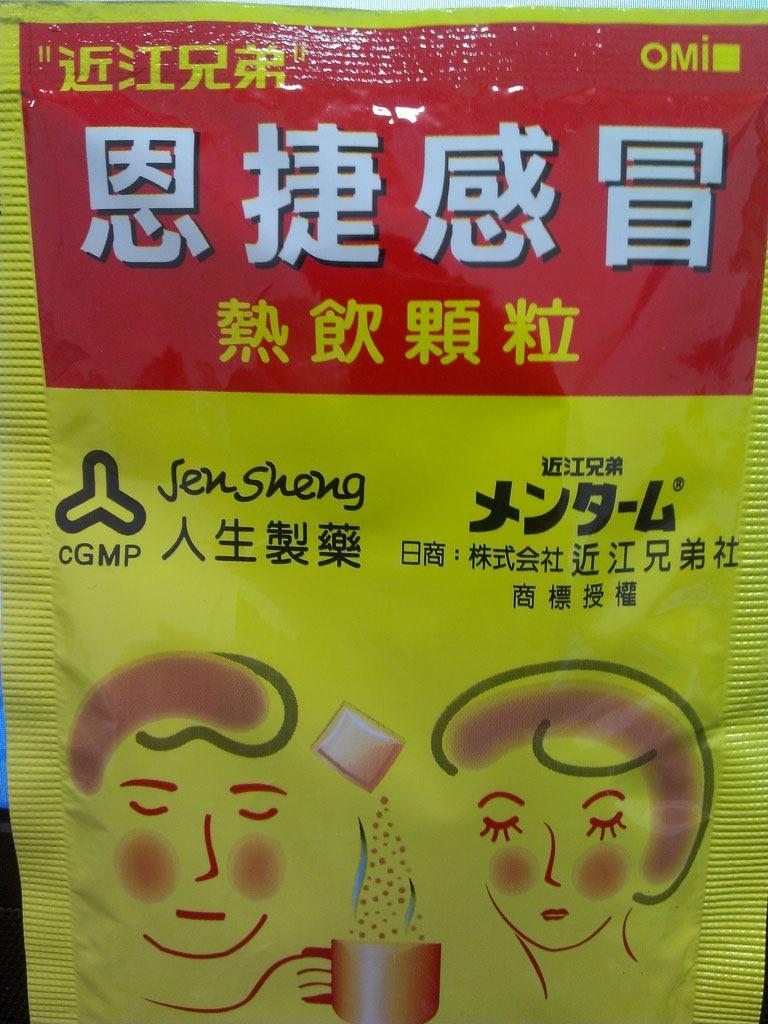 "近江兄弟"
OMi
恩捷感冒
熱飲顆粒
cGMP
Jen Sheng
人生製藥
近江兄弟
メンターム®
日商：株式会社近江兄弟社
商標授權